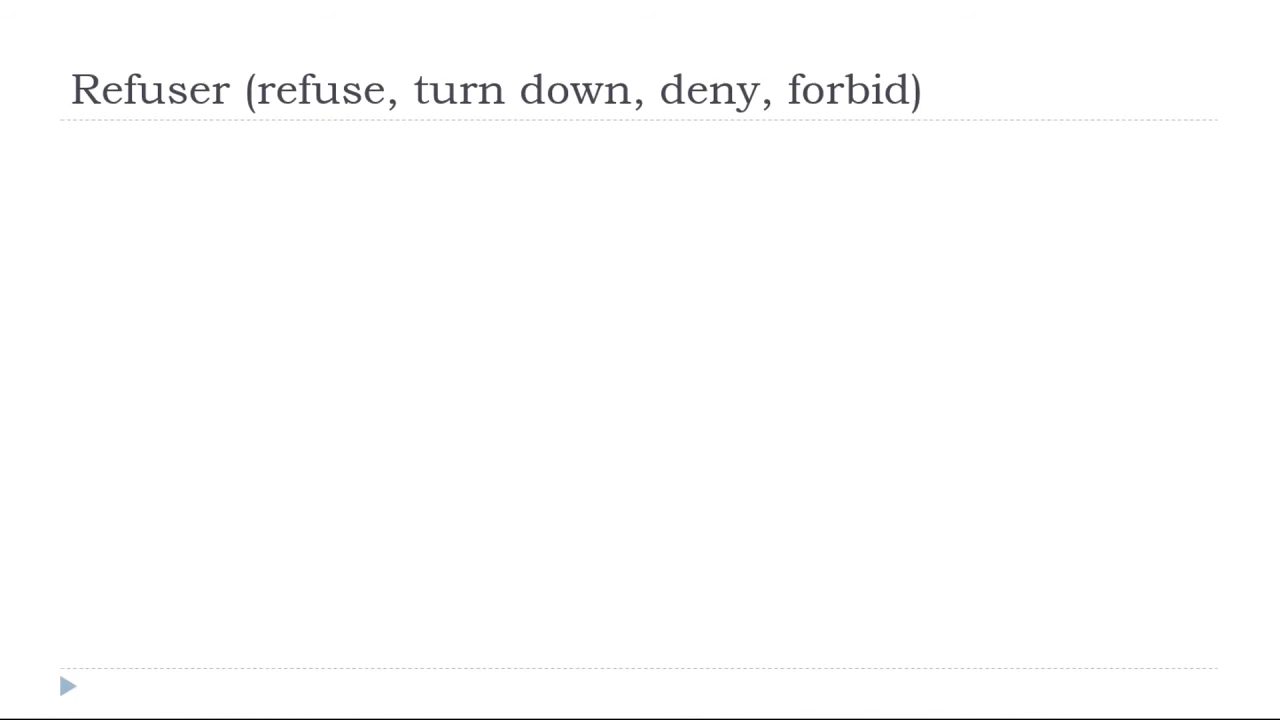 Refuser (refuse, turn down, deny, forbid)